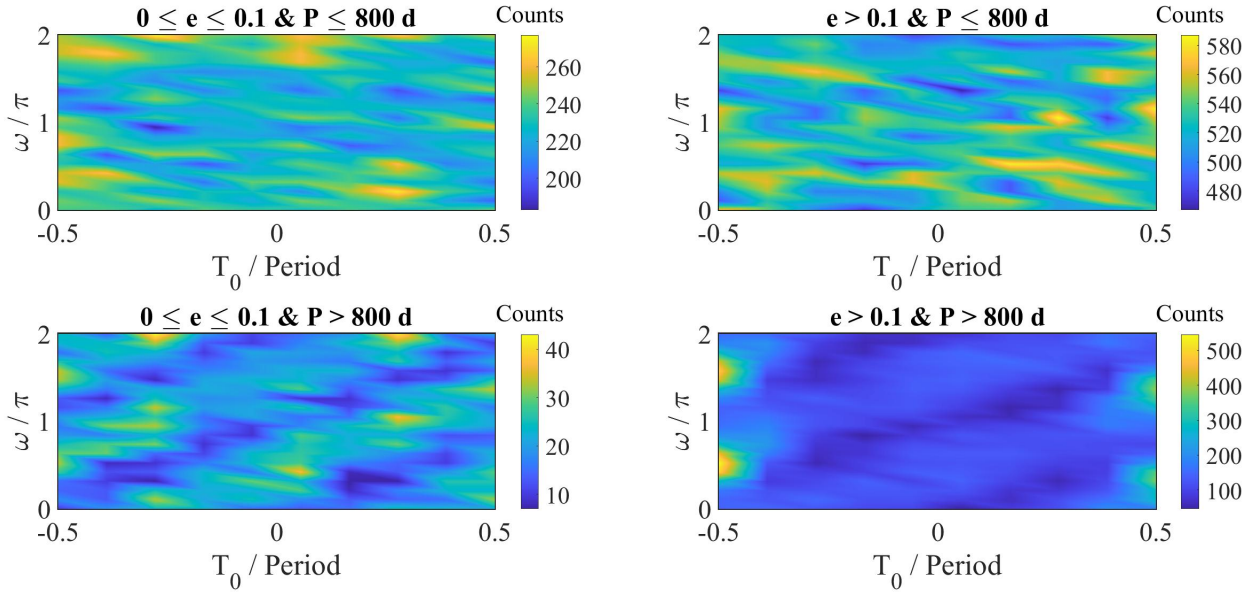 0 ≤ e ≤ 0.1 & P ≤ 800 d
Counts
2
1
0
ω / π
-0.5
0
0.5
T₀ / Period
260
240
220
200
e > 0.1 & P ≤ 800 d
Counts
2
1
0
ω / π
-0.5
0
0.5
T₀ / Period
580
560
540
520
500
480
0 ≤ e ≤ 0.1 & P > 800 d
Counts
2
1
0
ω / π
-0.5
0
0.5
T₀ / Period
40
30
20
10
e > 0.1 & P > 800 d
Counts
2
1
0
ω / π
-0.5
0
0.5
T₀ / Period
500
400
300
200
100